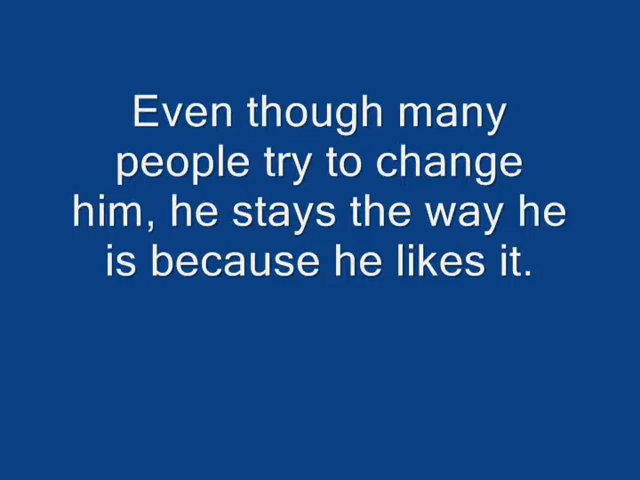 Even though many
people try to change
him, he stays the way he
is because he likes it.